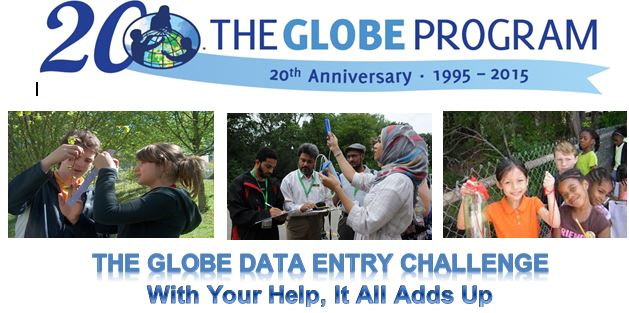 20 THE GLOBE PROGRAM
20th Anniversary · 1995 – 2015
FRIENDS
THE GLOBE DATA ENTRY CHALLENGE
With Your Help, It All Adds Up